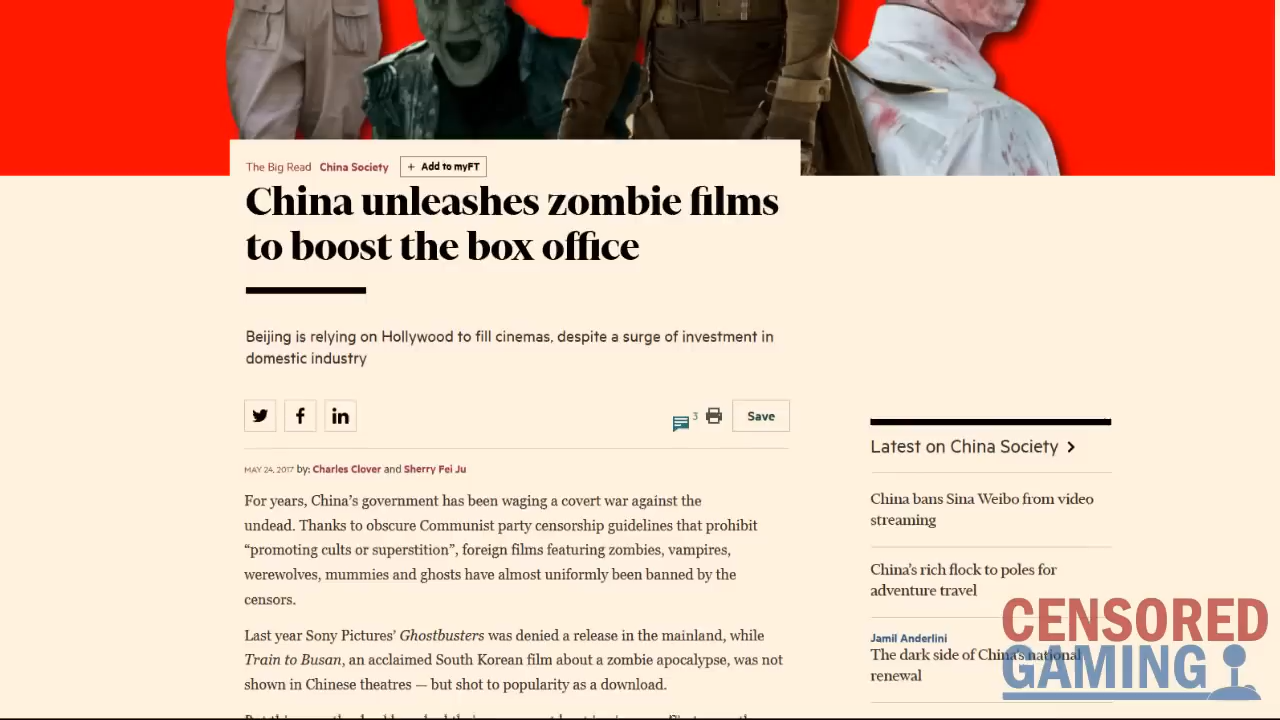 The Big Read China Society + Add to myFT
China unleashes zombie films
to boost the box office
Beijing is relying on Hollywood to fill cinemas, despite a surge of investment in
domestic industry
3 Save
MAY 24, 2017 by: Charles Clover and Sherry Fei Ju
For years, China's government has been waging a covert war against the
undead. Thanks to obscure Communist party censorship guidelines that prohibit
“promoting cults or superstition”, foreign films featuring zombies, vampires,
werewolves, mummies and ghosts have almost uniformly been banned by the
censors.
Last year Sony Pictures' Ghostbusters was denied a release in the mainland, while
Train to Busan, an acclaimed South Korean film about a zombie apocalypse, was not
shown in Chinese theatres — but shot to popularity as a download.
Latest on China Society
China bans Sina Weibo from video
streaming
China's rich flock to poles for
adventure travel
Jamil Anderlini
The dark side of China's national
renewal
CENSORED
GAMING